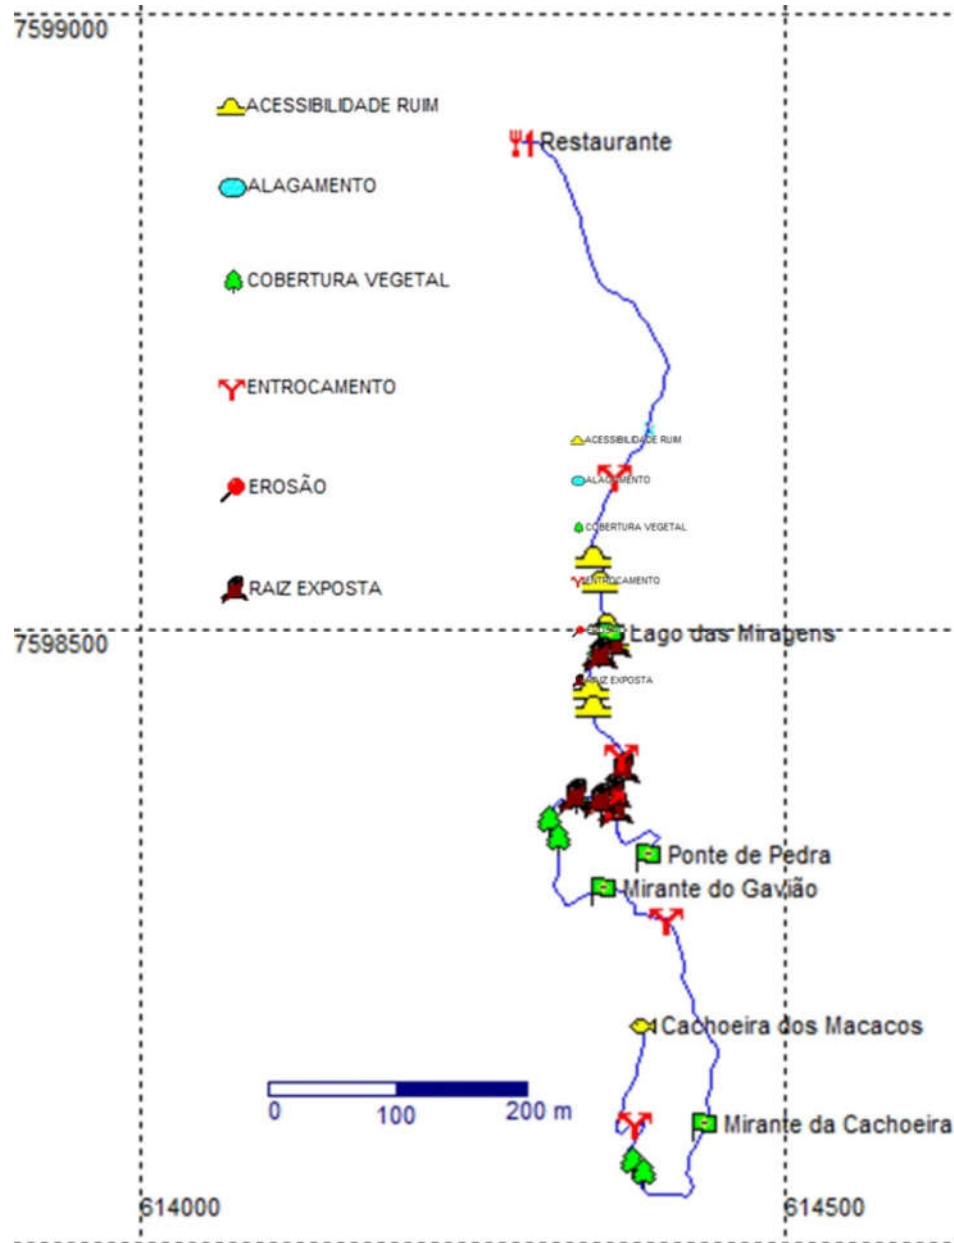 7599000
ACESSIBILIDADE RUIM
Restaurante
ALAGAMENTO
COBERTURA VEGETAL
ENTROCAMENTO
ACESSIBILIDADE RUIM
ALAGAMENTO
EROSÃO
COBERTURA VEGETAL
ENTROCAMENTO
RAIZ EXPOSTA
7598500
Lago das Miragens
RAIZ EXPOSTA
Ponte de Pedra
Mirante do Gavião
Cachoeira dos Macacos
0 100 200 m
Mirante da Cachoeira
614000
614500